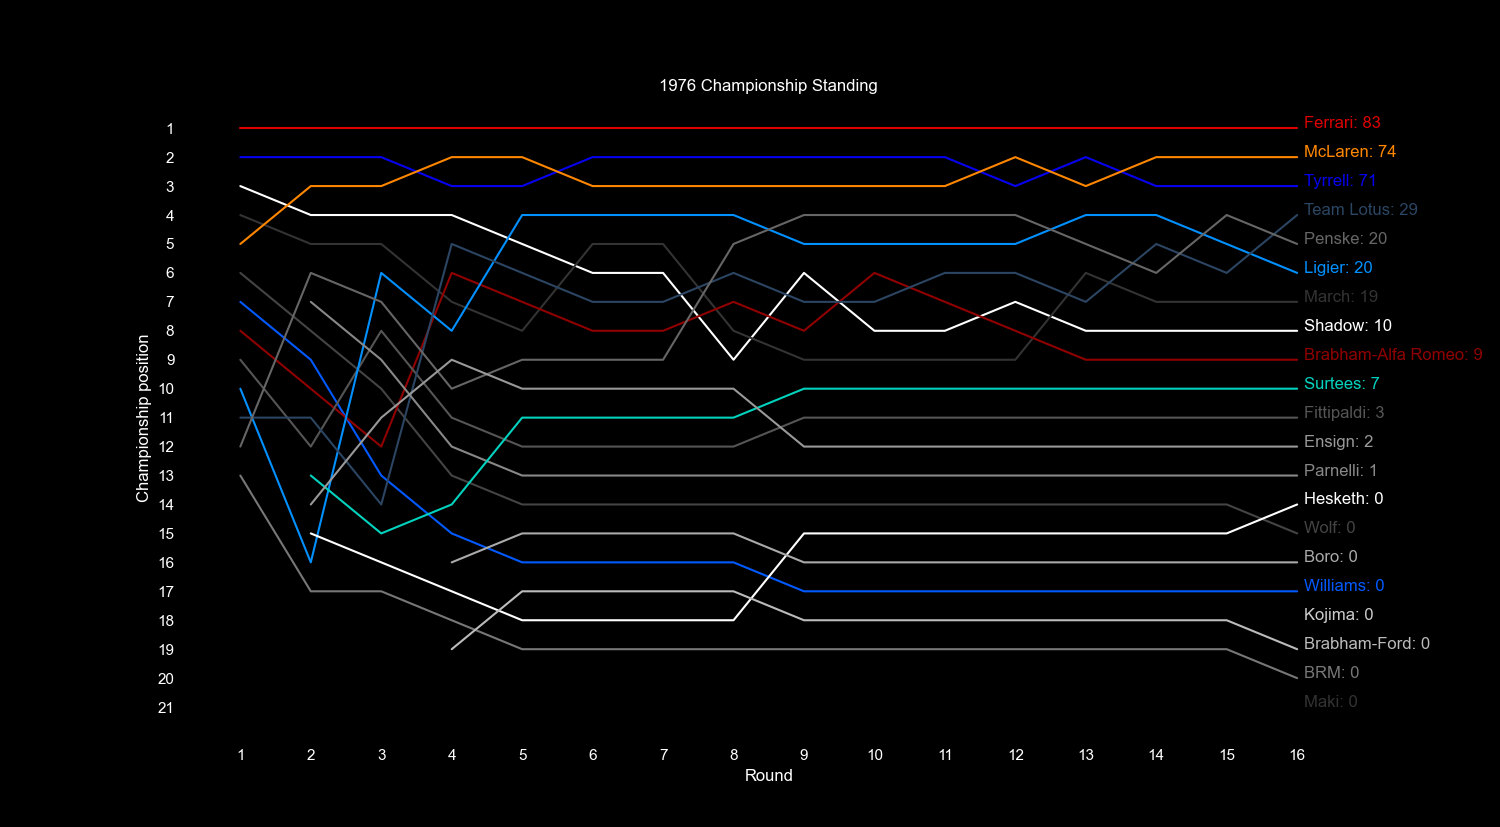 1976 Championship Standing
Championship position
1
2
3
4
5
6
7
8
9
10
11
12
13
14
15
16
17
18
19
20
21
Ferrari: 83
McLaren: 74
Tyrrell: 71
Team Lotus: 29
Penske: 20
Ligier: 20
March: 19
Shadow: 10
Brabham-Alfa Romeo: 9
Surtees: 7
Fittipaldi: 3
Ensign: 2
Parnelli: 1
Hesketh: 0
Wolf: 0
Boro: 0
Williams: 0
Kojima: 0
Brabham-Ford: 0
BRM: 0
Maki: 0
1 2 3 4 5 6 7 8 9 10 11 12 13 14 15 16
Round